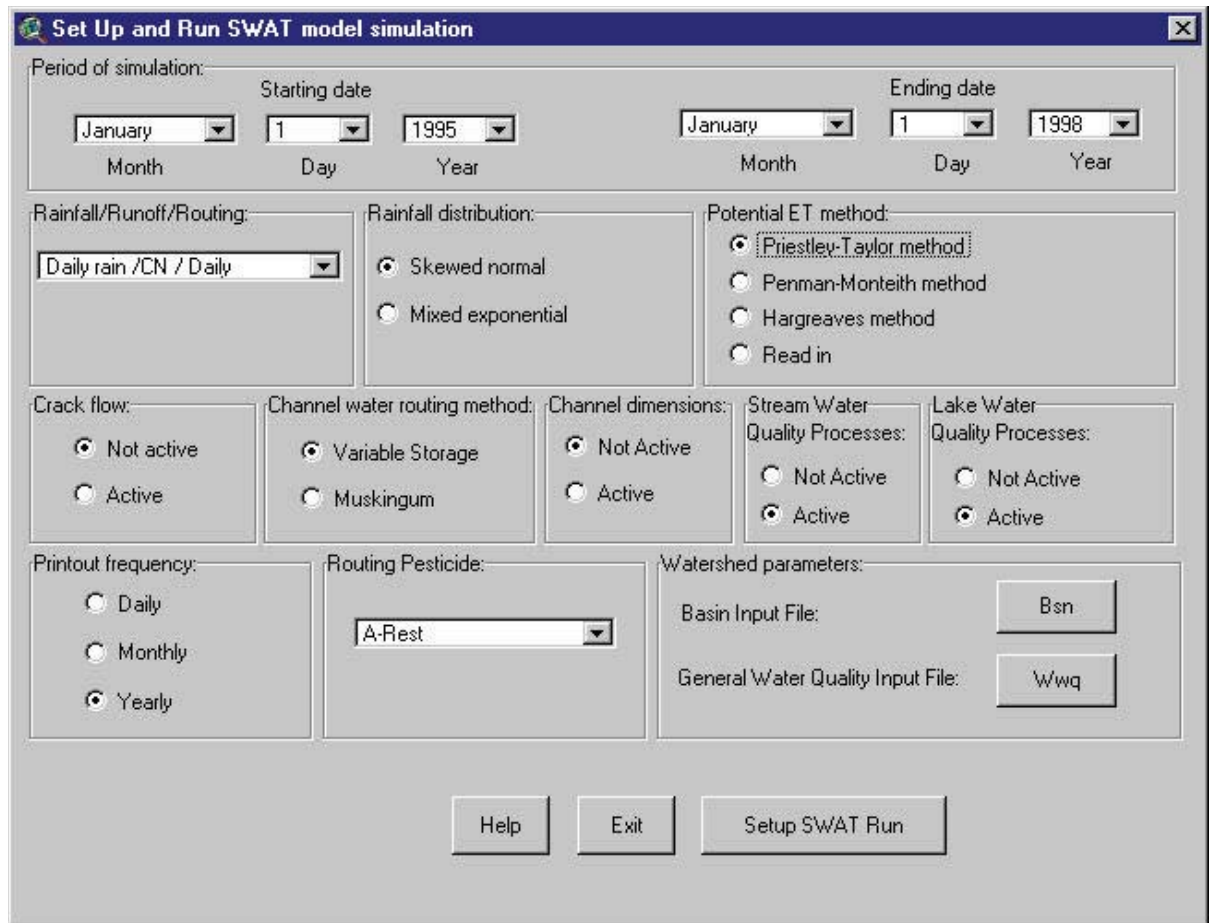 Set Up and Run SWAT model simulation
Period of simulation:
Starting date
Ending date
January 1 1995 January 1 1998
Month Day Year Month Day Year
Rainfall/Runoff/Routing:
Daily rain /CN / Daily
Rainfall distribution:
Skewed normal
Mixed exponential
Potential ET method:
Priestley-Taylor method
Penman-Monteith method
Hargreaves method
Read in
Crack flow:
Not active
Active
Channel water routing method:
Variable Storage
Muskingum
Channel dimensions:
Not Active
Active
Stream Water
Quality Processes:
Not Active
Active
Lake Water
Quality Processes:
Not Active
Active
Printout frequency:
Daily
Monthly
Yearly
Routing Pesticide:
A-Rest
Watershed parameters:
Basin Input File: Bsn
General Water Quality Input File: Wwq
Help Exit Setup SWAT Run